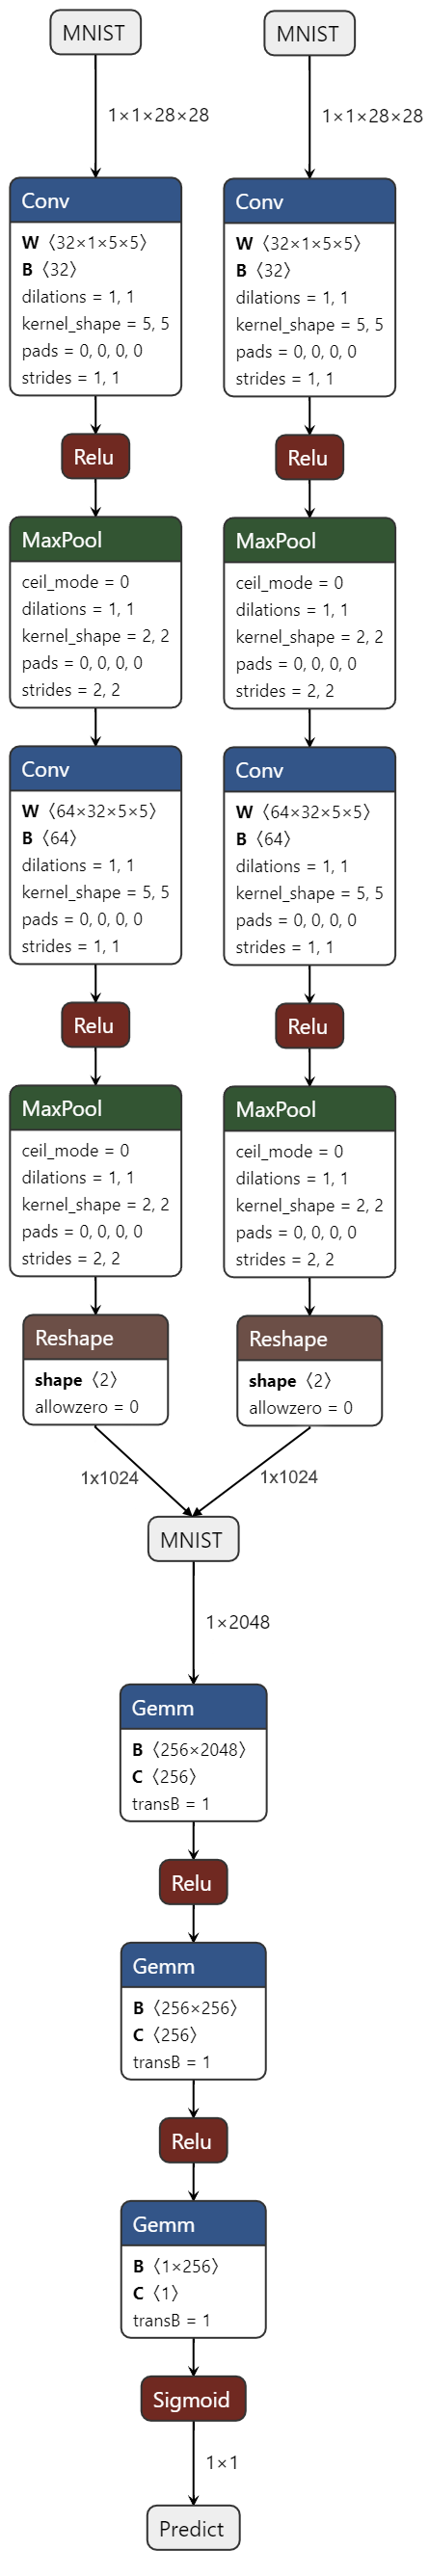 MNIST
1×1×28×28
Conv
W 〈32×1×5×5〉
B 〈32〉
dilations = 1, 1
kernel_shape = 5, 5
pads = 0, 0, 0, 0
strides = 1, 1
Relu
MaxPool
ceil_mode = 0
dilations = 1, 1
kernel_shape = 2, 2
pads = 0, 0, 0, 0
strides = 2, 2
Conv
W 〈64×32×5×5〉
B 〈64〉
dilations = 1, 1
kernel_shape = 5, 5
pads = 0, 0, 0, 0
strides = 1, 1
Relu
MaxPool
ceil_mode = 0
dilations = 1, 1
kernel_shape = 2, 2
pads = 0, 0, 0, 0
strides = 2, 2
Reshape
shape 〈2〉
allowzero = 0
1x1024
MNIST
1×1×28×28
Conv
W 〈32×1×5×5〉
B 〈32〉
dilations = 1, 1
kernel_shape = 5, 5
pads = 0, 0, 0, 0
strides = 1, 1
Relu
MaxPool
ceil_mode = 0
dilations = 1, 1
kernel_shape = 2, 2
pads = 0, 0, 0, 0
strides = 2, 2
Conv
W 〈64×32×5×5〉
B 〈64〉
dilations = 1, 1
kernel_shape = 5, 5
pads = 0, 0, 0, 0
strides = 1, 1
Relu
MaxPool
ceil_mode = 0
dilations = 1, 1
kernel_shape = 2, 2
pads = 0, 0, 0, 0
strides = 2, 2
Reshape
shape 〈2〉
allowzero = 0
1x1024
MNIST
1×2048
Gemm
B 〈256×2048〉
C 〈256〉
transB = 1
Relu
Gemm
B 〈256×256〉
C 〈256〉
transB = 1
Relu
Gemm
B 〈1×256〉
C 〈1〉
transB = 1
Sigmoid
1×1
Predict